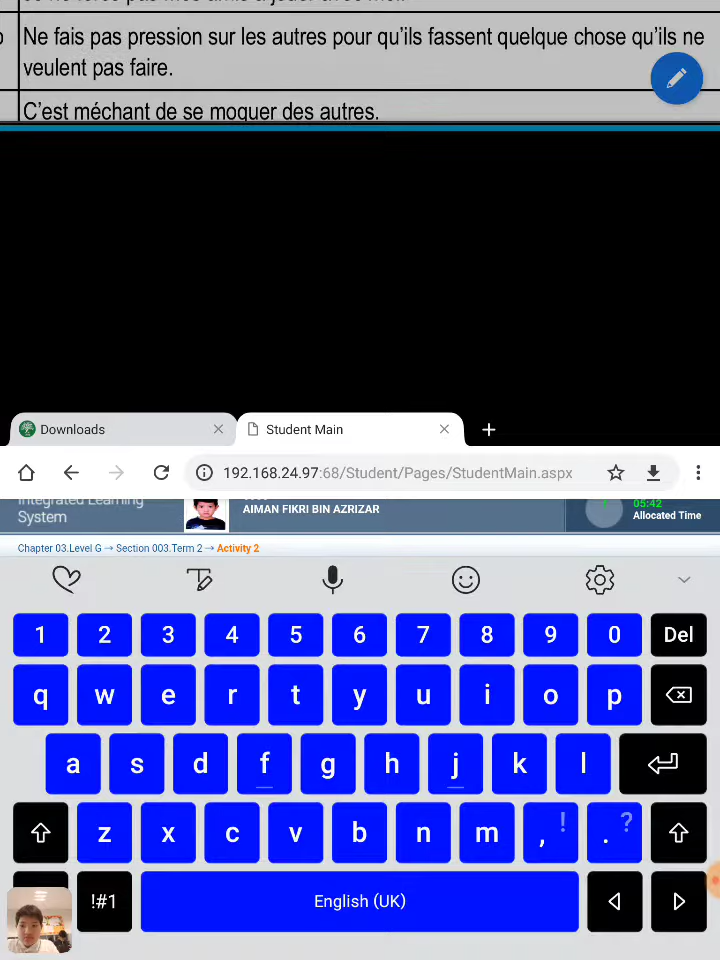 Ne fais pas pression sur les autres pour qu'ils fassent quelque chose qu'ils ne
veulent pas faire.
C'est méchant de se moquer des autres.
Downloads
Student Main
192.168.24.97:68/Student/Pages/StudentMain.aspx
Integrated Learning
System
AIMAN FIKRI BIN AZRIZAR
05:42
Allocated Time
Chapter 03.Level G → Section 003.Term 2 → Activity 2
1 2 3 4 5 6 7 8 9 0 Del
q w e r t y u i o p
a s d f g h j k l
z x c v b n m , ! . ?
!#1 English (UK)